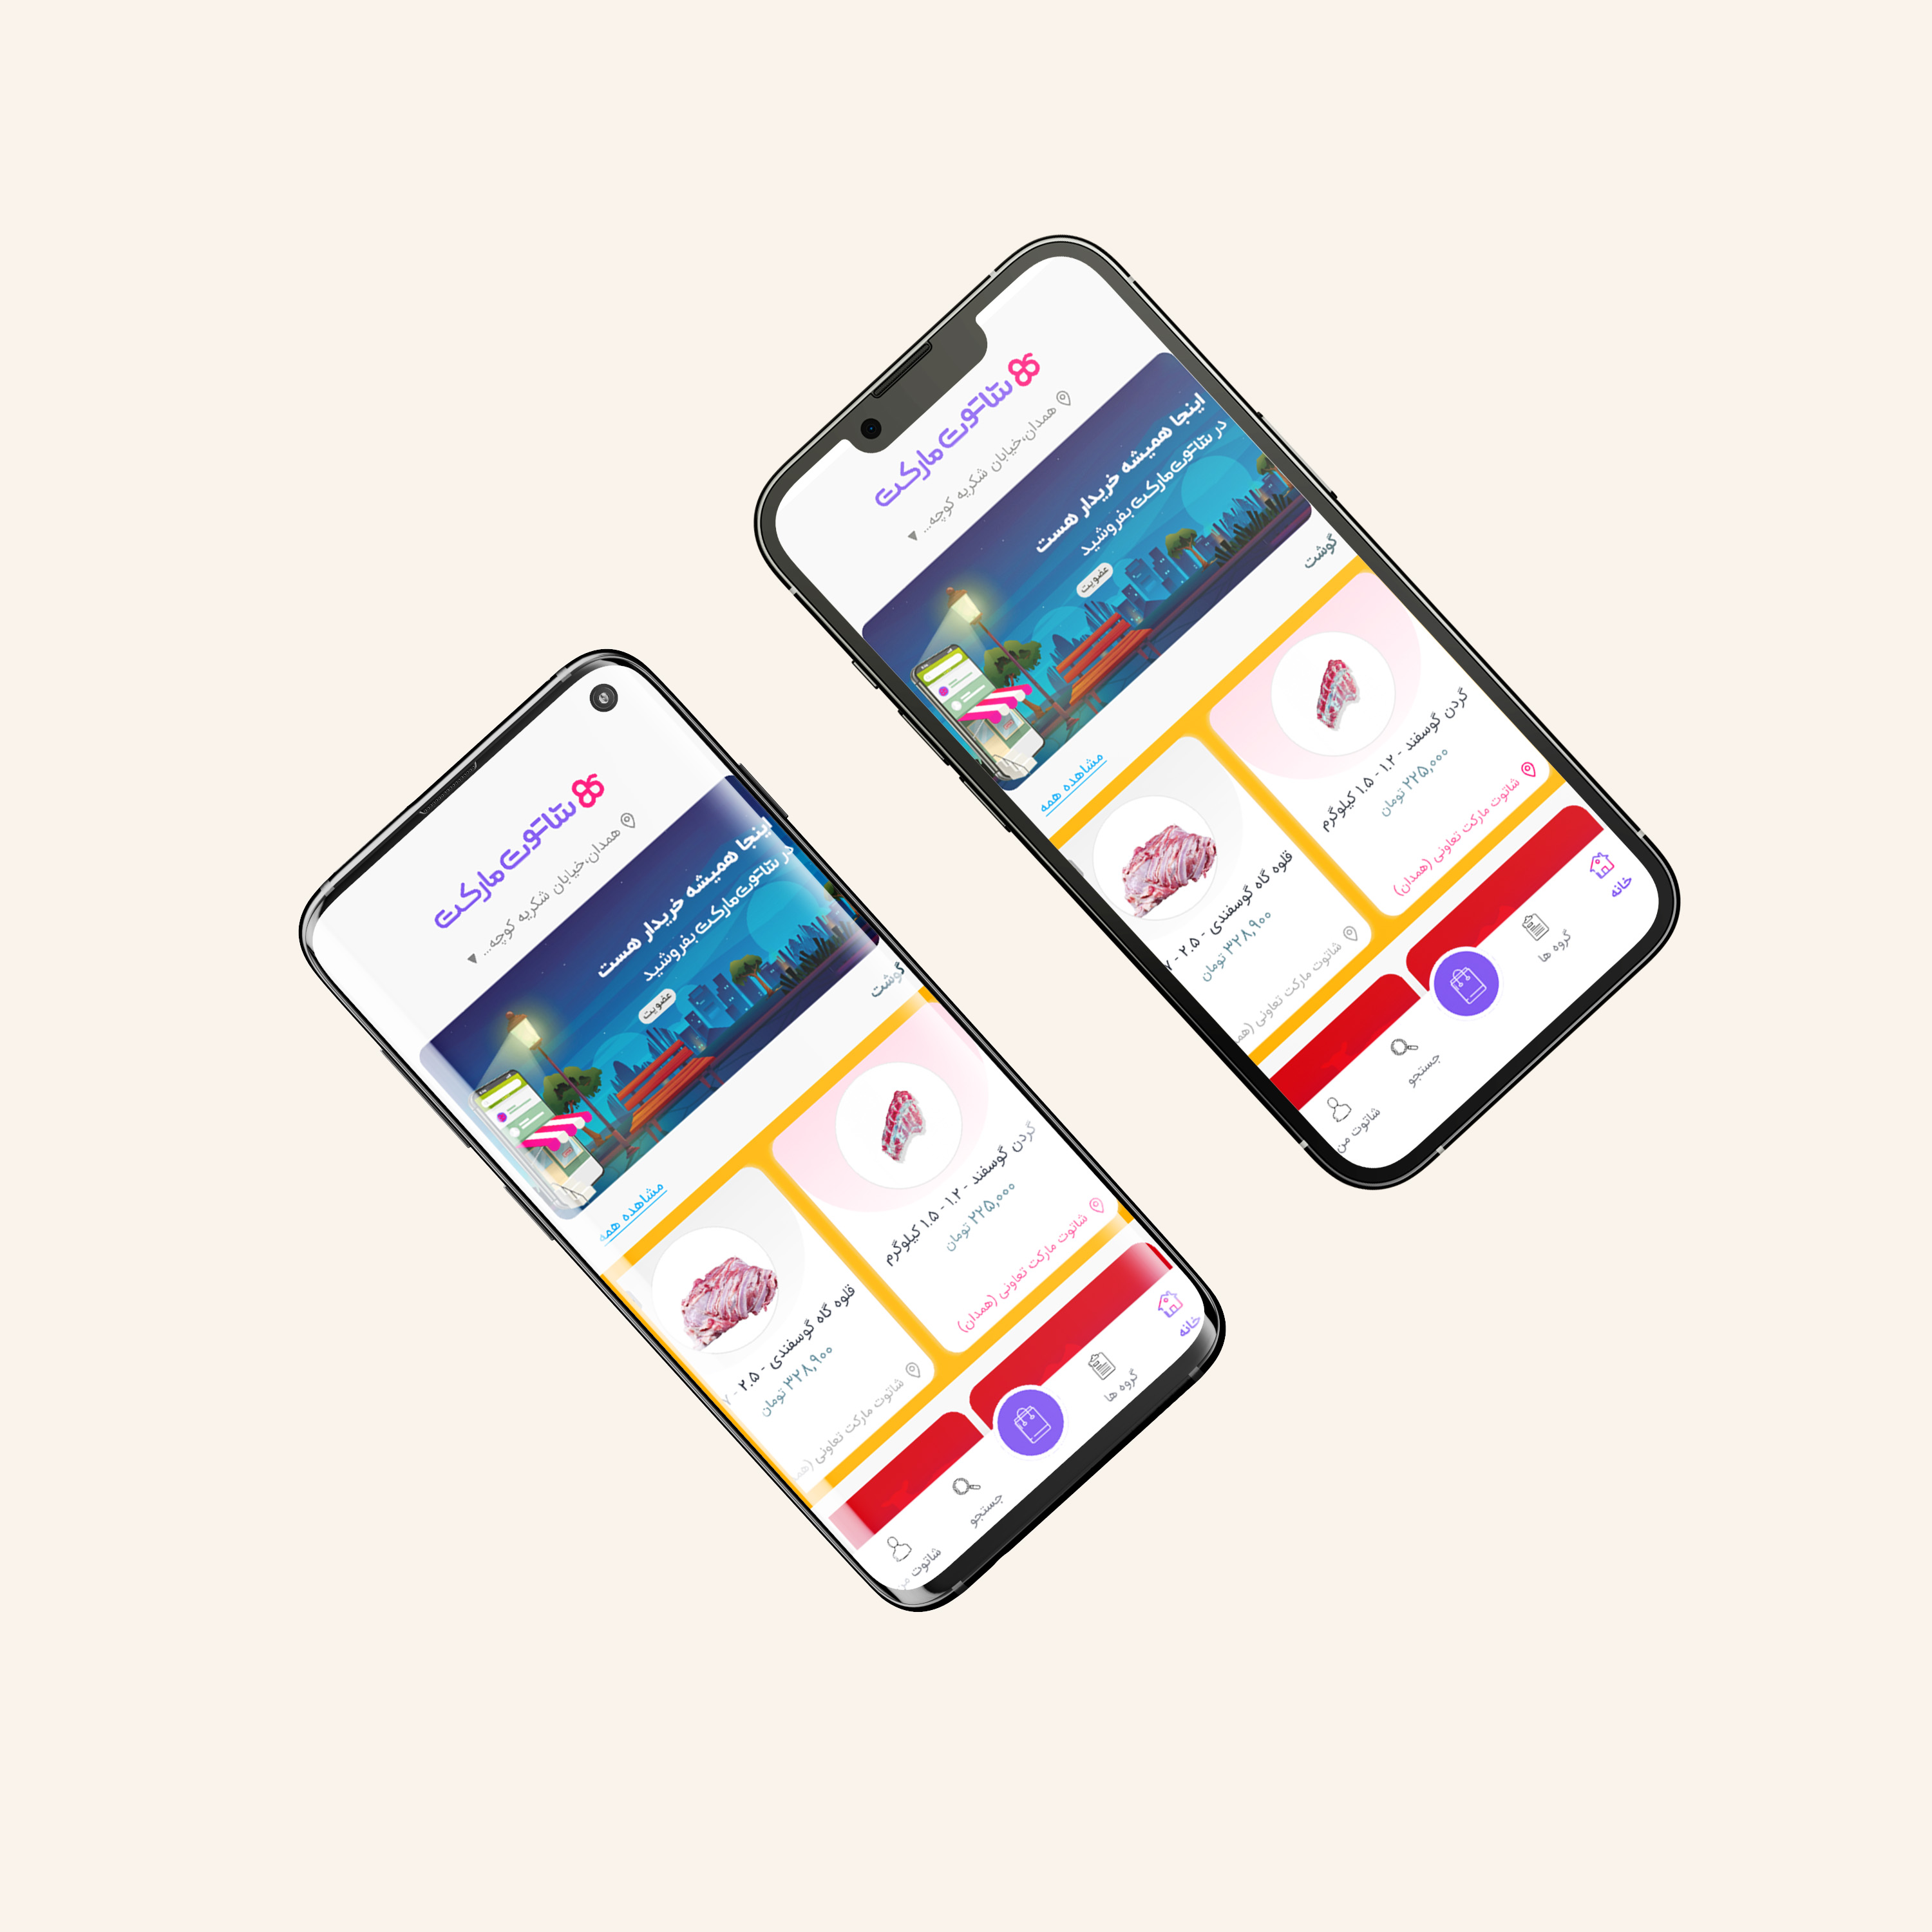 شاتوت مارکت
همدان،خیابان شکریه کوچه...
اینجا همیشه خریدار هست
در شاتوت‌مارکت بفروشید
عضویت
گوشت
مشاهده همه
گردن گوسفند - ۱.۲ - ۱.۵ کیلوگرم
۲۲۵,۰۰۰ تومان
شاتوت مارکت تعاونی (همدان)
قلوه گاه گوسفندی - ۲.۵ -
۳۲۸,۹۰۰ تومان
شاتوت مارکت تعاونی
خانه
گروه ها
جستجو
شاتوت من
شاتوت مارکت
همدان،خیابان شکریه کوچه...
اینجا همیشه خریدار هست
در شاتوت‌مارکت بفروشید
عضویت
گوشت
مشاهده همه
گردن گوسفند - ۱.۲ - ۱.۵ کیلوگرم
۲۲۵,۰۰۰ تومان
شاتوت مارکت تعاونی (همدان)
قلوه گاه گوسفندی - ۲.۵ -
۳۲۸,۹۰۰ تومان
شاتوت مارکت تعاونی
خانه
گروه ها
جستجو
شاتوت من